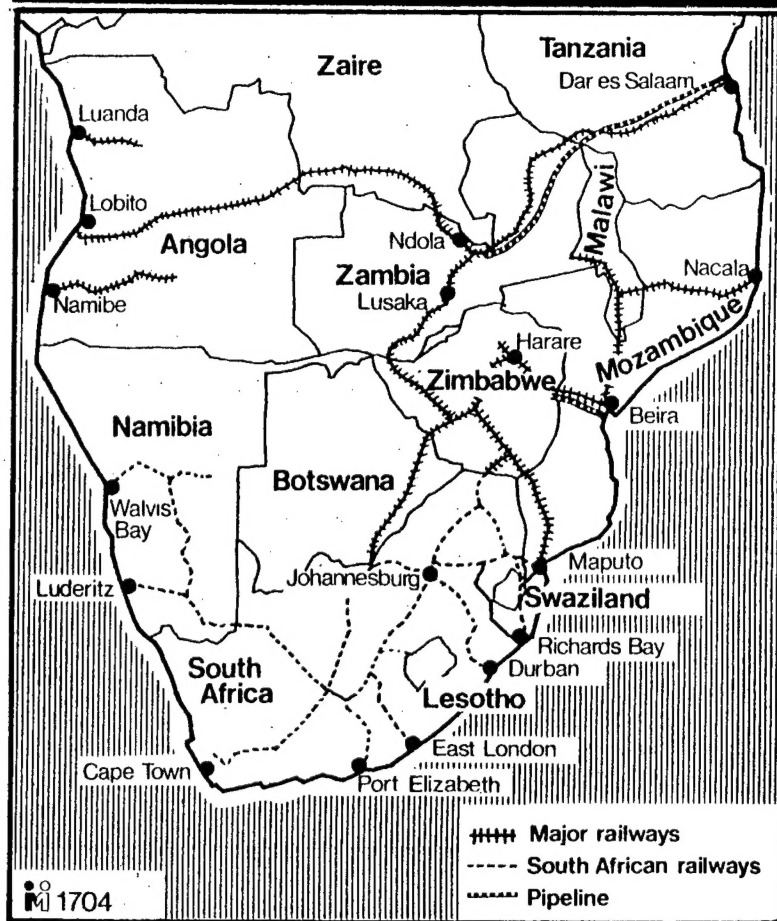 Zaire
Tanzania
Dar es Salaam
Luanda
Lobito
Angola
Ndola
Malawi
Zambia
Lusaka
Nacala
Namibe
Harare
Mozambique
Zimbabwe
Beira
Namibia
Botswana
Walvis
Bay
Luderitz
Johannesburg
Maputo
Swaziland
Richards Bay
Durban
South
Africa
Lesotho
East London
Cape Town
Port Elizabeth
Major railways
South African railways
Pipeline
1704